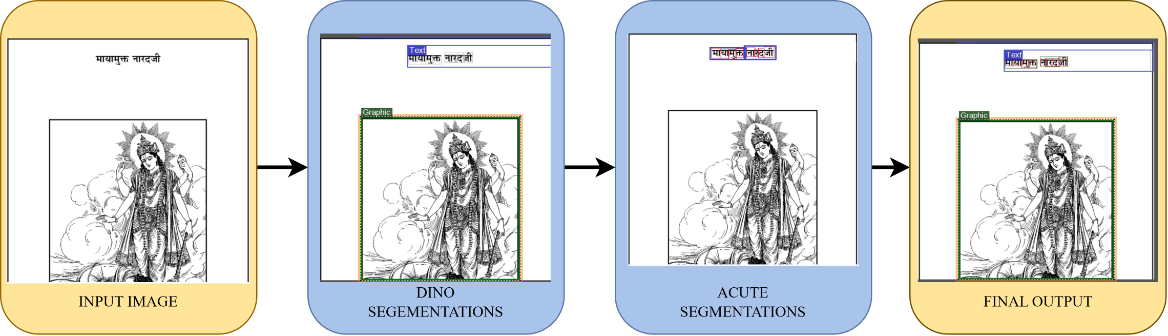 मायामुक्त नारदजी
INPUT IMAGE
Text
मायामुक्त नारदजी
Graphic
DINO
SEGEMENTATIONS
मायामुक्त नारदजी
ACUTE
SEGMENTATIONS
Text
मायामुक्त नारदजी
Graphic
FINAL OUTPUT